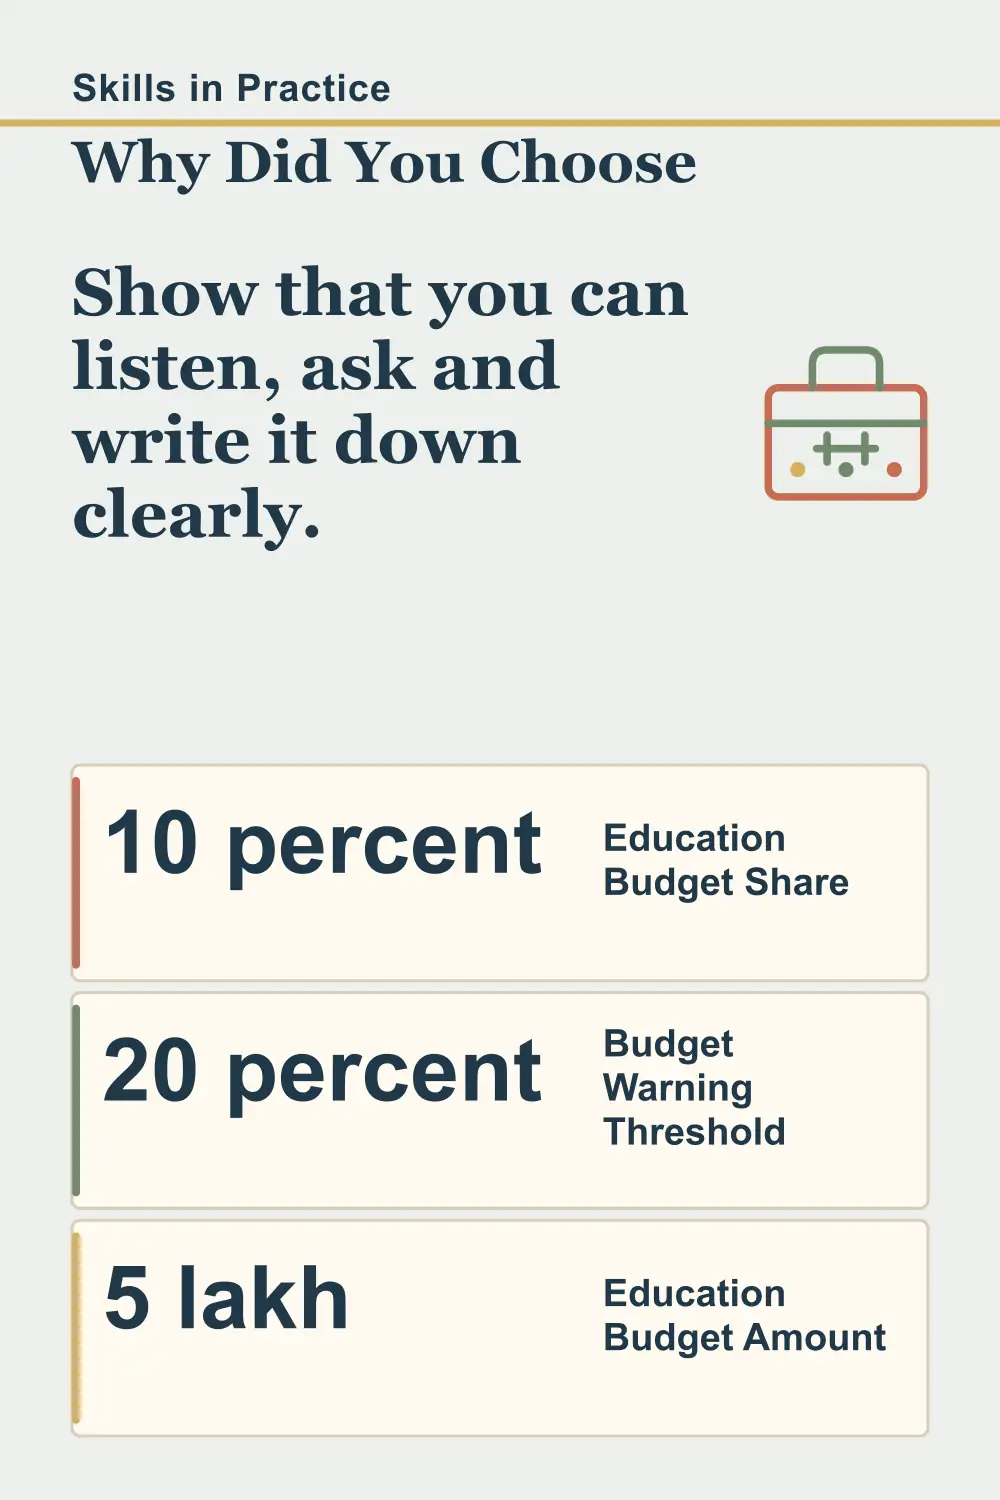 Skills in Practice
Why Did You Choose
Show that you can
listen, ask and
write it down
clearly.
10 percent
Education
Budget Share
20 percent
Budget
Warning
Threshold
5 lakh
Education
Budget Amount